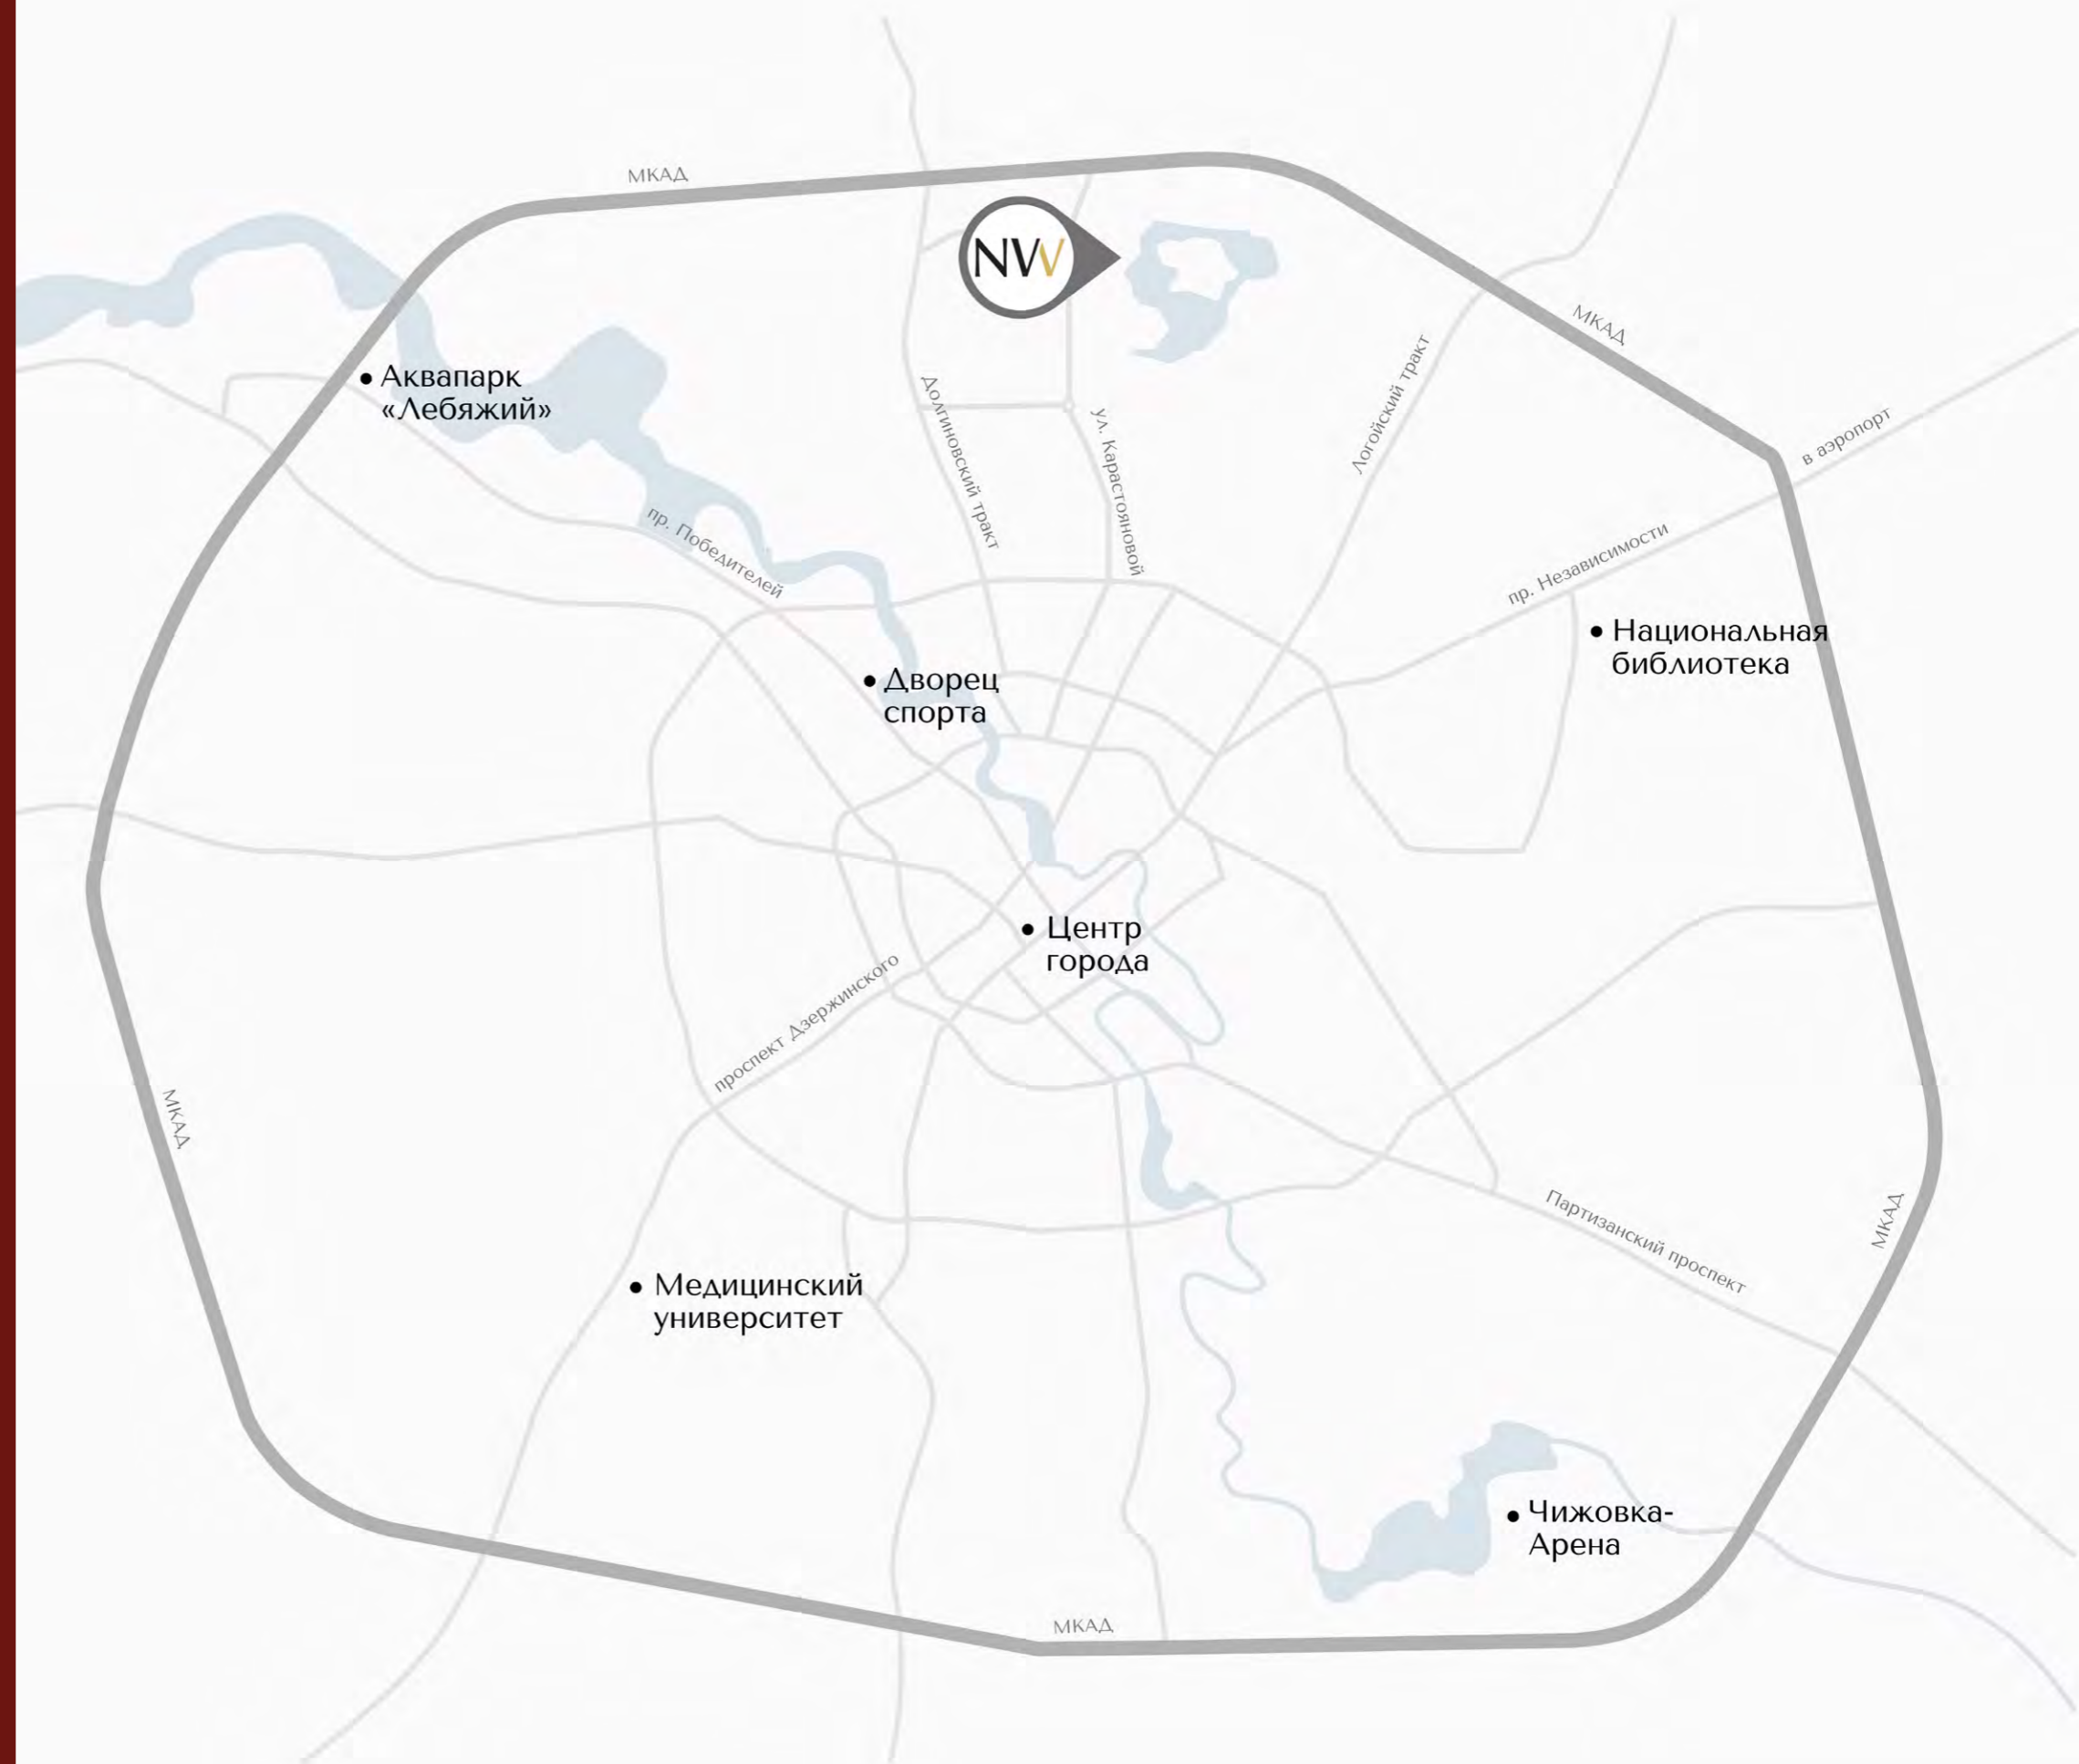 МКАД
NW
МКАД
Аквапарк
«Лебяжий»
Долгиновский тракт
ул. Карастояновой
Логойский тракт
в аэропорт
пр. Победителей
пр. Независимости
Национальная
библиотека
Дворец
спорта
Центр
города
проспект Дзержинского
МКАД
МКАД
Партизанский проспект
Медицинский
университет
Чижовка-
Арена
МКАД